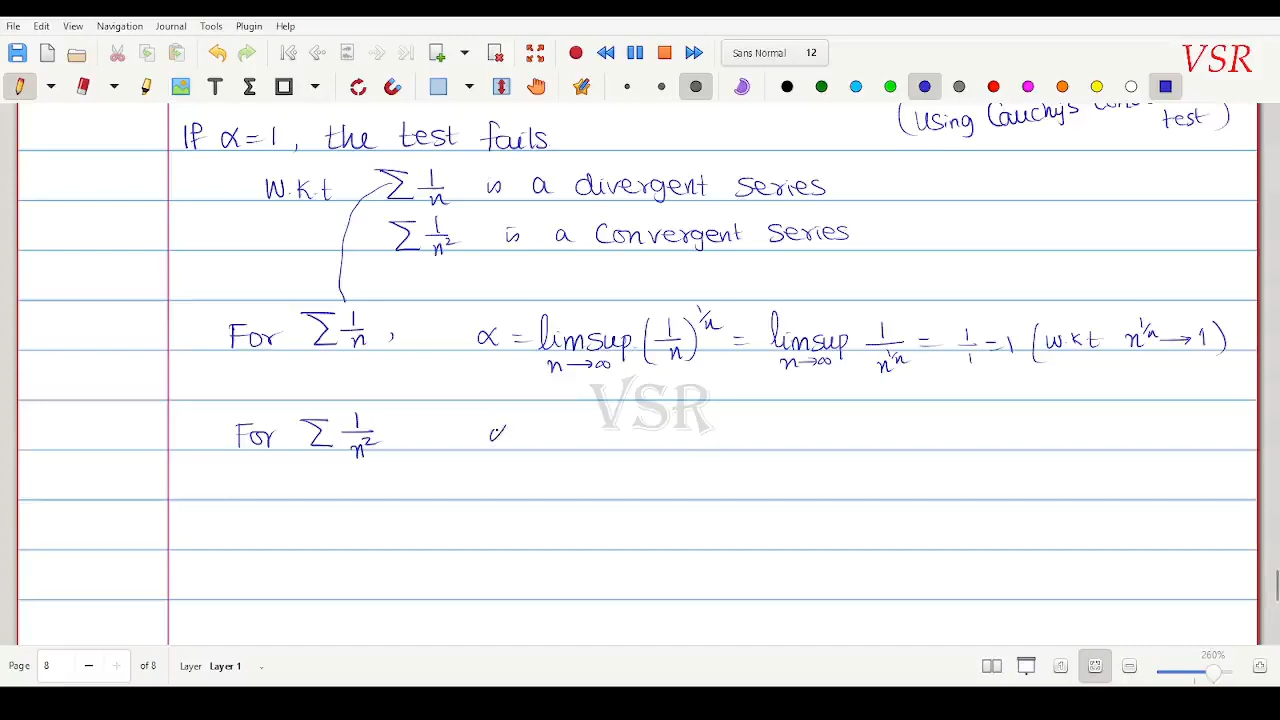 File Edit View Navigation Journal Tools Plugin Help
Sans Normal 12
VSR
(Using Cauchy's
test)
If α=1, the test fails
W.K.t ∑ 1/n is a divergent series
∑ 1/n² is a Convergent series
For ∑ 1/n, α = limsup n→∞ (1/n)^1/n = limsup n→∞ 1/n^1/n = 1/1 = 1 (W.K.t n^1/n → 1)
VSR
For ∑ 1/n² α
Page 8 of 8 Layer Layer 1 260%